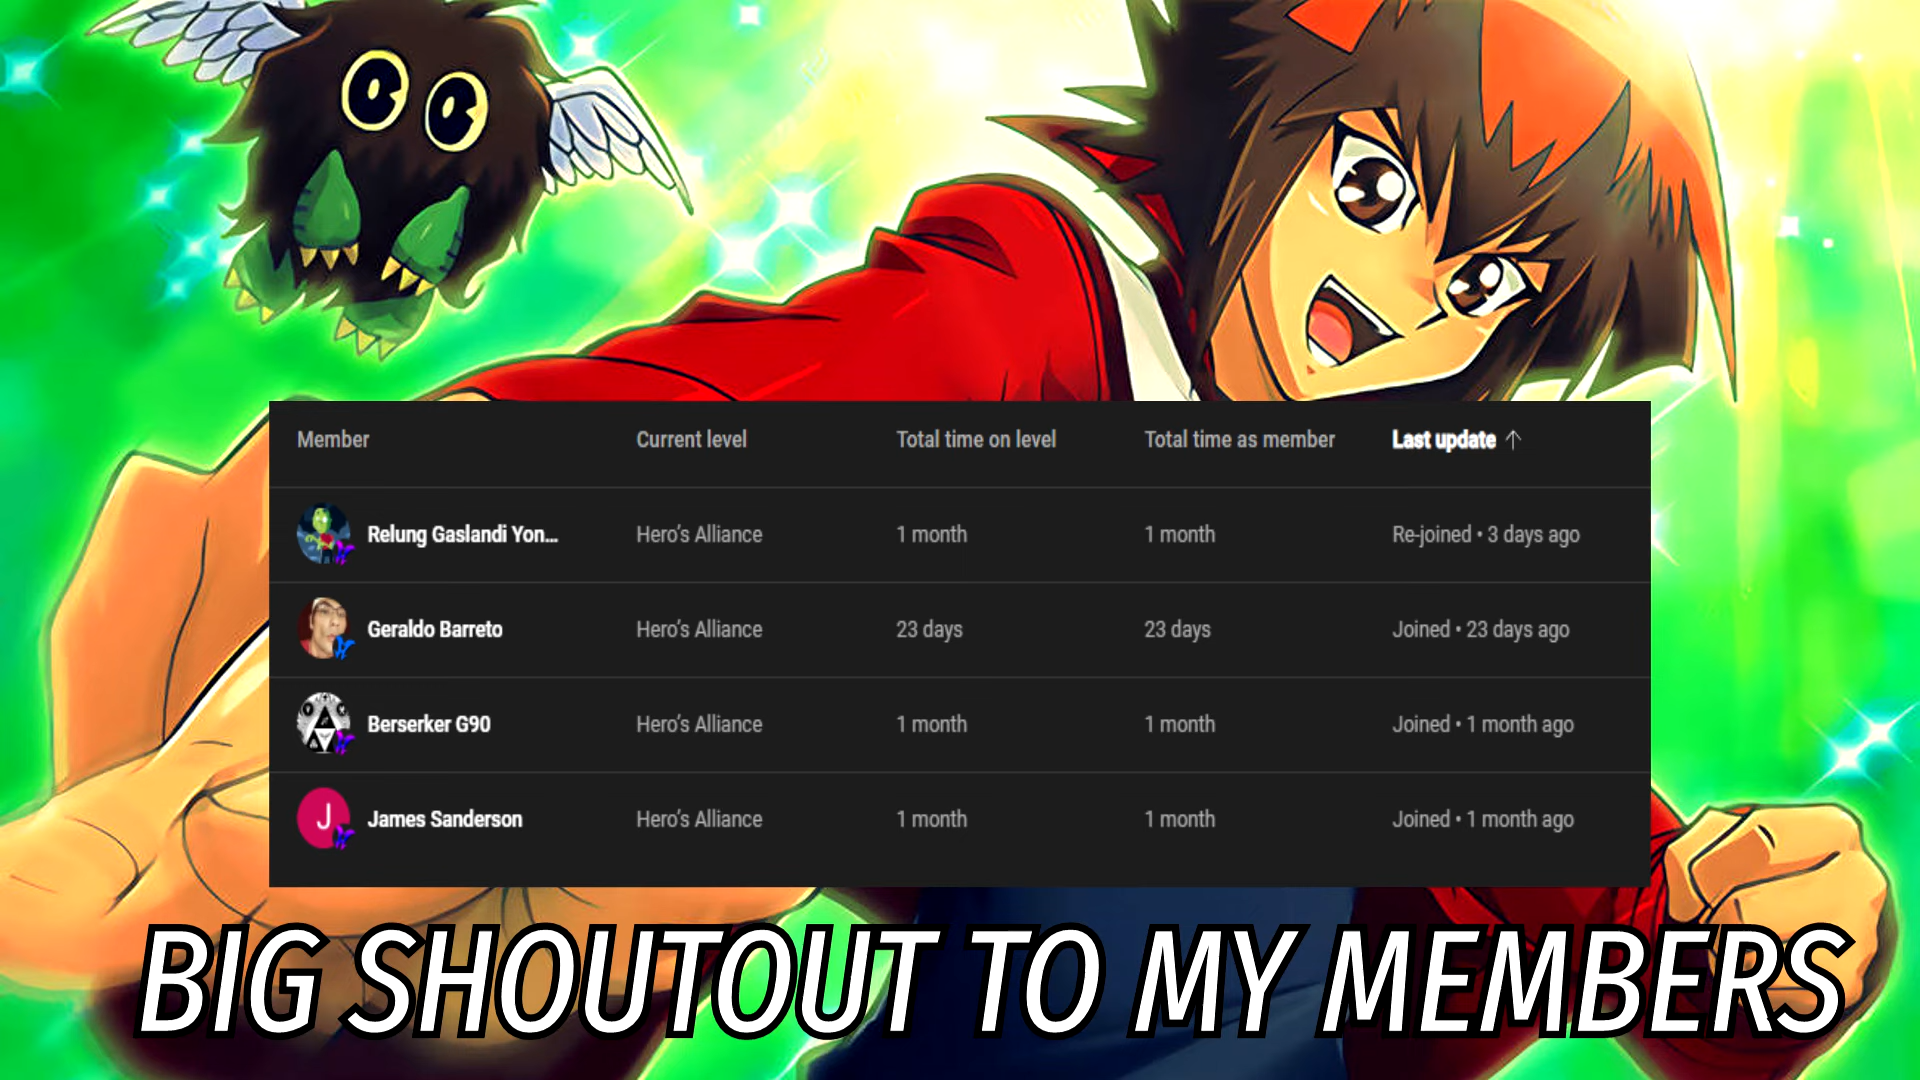 Member Current level Total time on level Total time as member Last update ↑
Relung Gaslandi Yon... Hero's Alliance 1 month 1 month Re-joined • 3 days ago
Geraldo Barreto Hero's Alliance 23 days 23 days Joined • 23 days ago
Berserker G90 Hero's Alliance 1 month 1 month Joined • 1 month ago
J James Sanderson Hero's Alliance 1 month 1 month Joined • 1 month ago
BIG SHOUTOUT TO MY MEMBERS